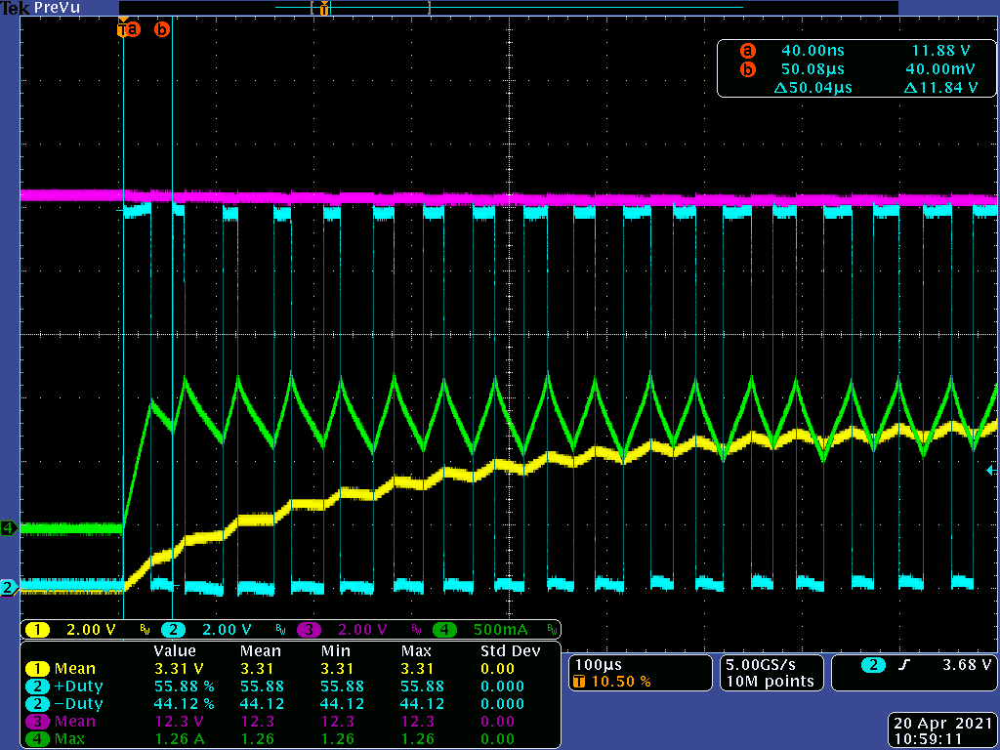 Tek PreVu
T
T a b
a 40.00ns 11.88 V
b 50.08µs 40.00mV
Δ50.04µs Δ11.84 V
4
2
1 2.00 V BW 2 2.00 V BW 3 2.00 V BW 4 500mA BW
Value Mean Min Max Std Dev
1 Mean 3.31 V 3.31 3.31 3.31 0.00
2 +Duty 55.88 % 55.88 55.88 55.88 0.000
2 −Duty 44.12 % 44.12 44.12 44.12 0.000
3 Mean 12.3 V 12.3 12.3 12.3 0.00
4 Max 1.26 A 1.26 1.26 1.26 0.00
100µs
T 10.50 %
5.00GS/s
10M points
2 3.68 V
20 Apr 2021
10:59:11